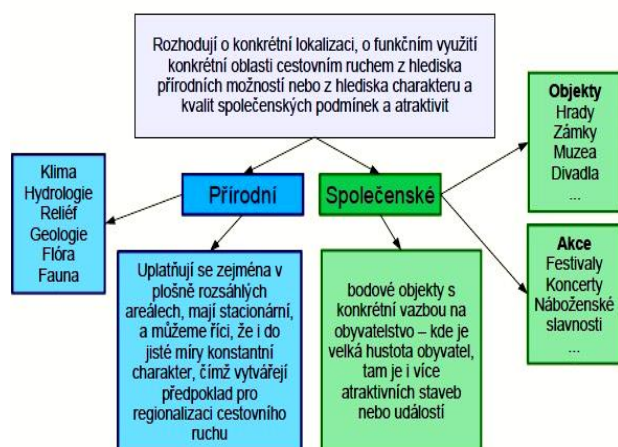 Rozhodují o konkrétní lokalizaci, o funkčním využití
konkrétní oblasti cestovním ruchem z hlediska
přírodních možností nebo z hlediska charakteru a
kvalit společenských podmínek a atraktivit
Přírodní
Společenské
Klima
Hydrologie
Reliéf
Geologie
Flóra
Fauna
Uplatňují se zejména v
plošně rozsáhlých
areálech, mají stacionární,
a můžeme říci, že i do
jisté míry konstantní
charakter, čímž vytvářejí
předpoklad pro
regionalizaci cestovního
ruchu
bodové objekty s
konkrétní vazbou na
obyvatelstvo – kde je
velká hustota obyvatel,
tam je i více
atraktivních staveb
nebo událostí
Objekty
Hrady
Zámky
Muzea
Divadla
...
Akce
Festivaly
Koncerty
Náboženské
slavnosti
...